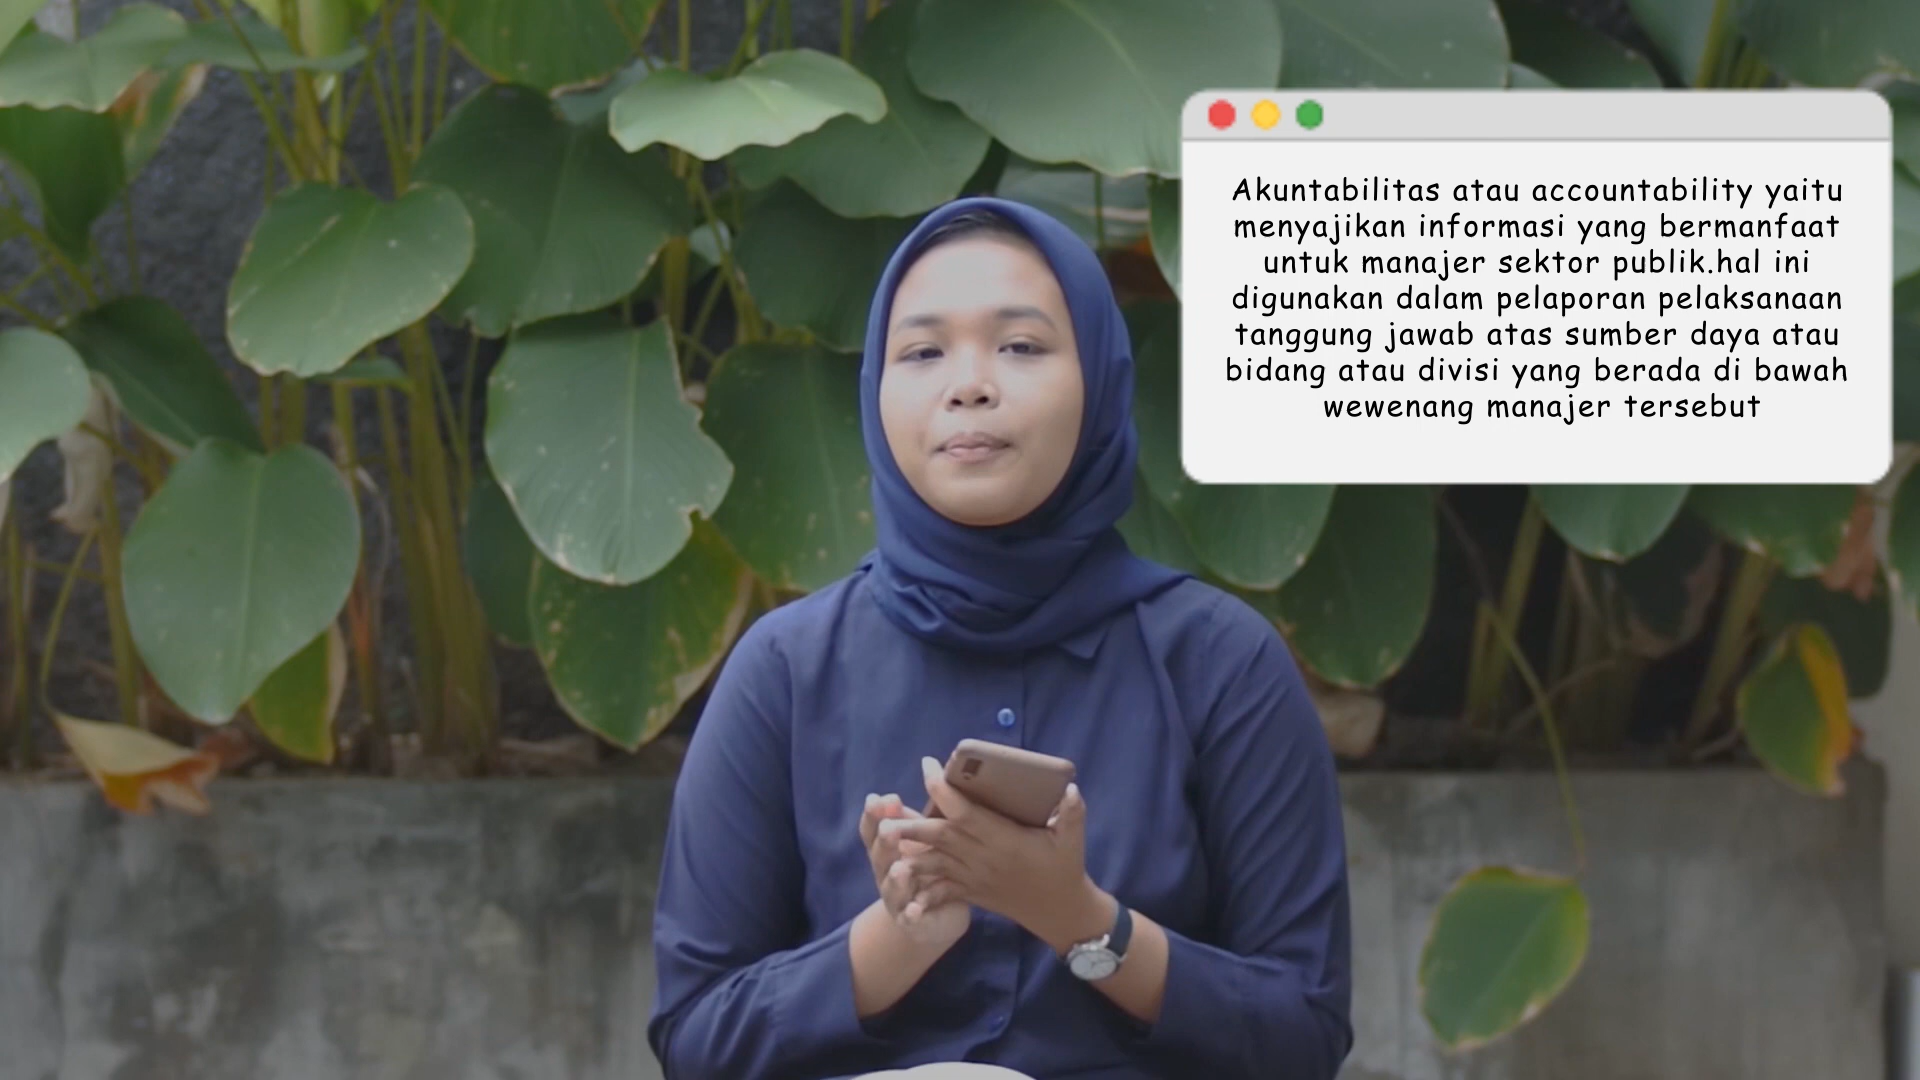 Akuntabilitas atau accountability yaitu
menyajikan informasi yang bermanfaat
untuk manajer sektor publik.hal ini
digunakan dalam pelaporan pelaksanaan
tanggung jawab atas sumber daya atau
bidang atau divisi yang berada di bawah
wewenang manajer tersebut